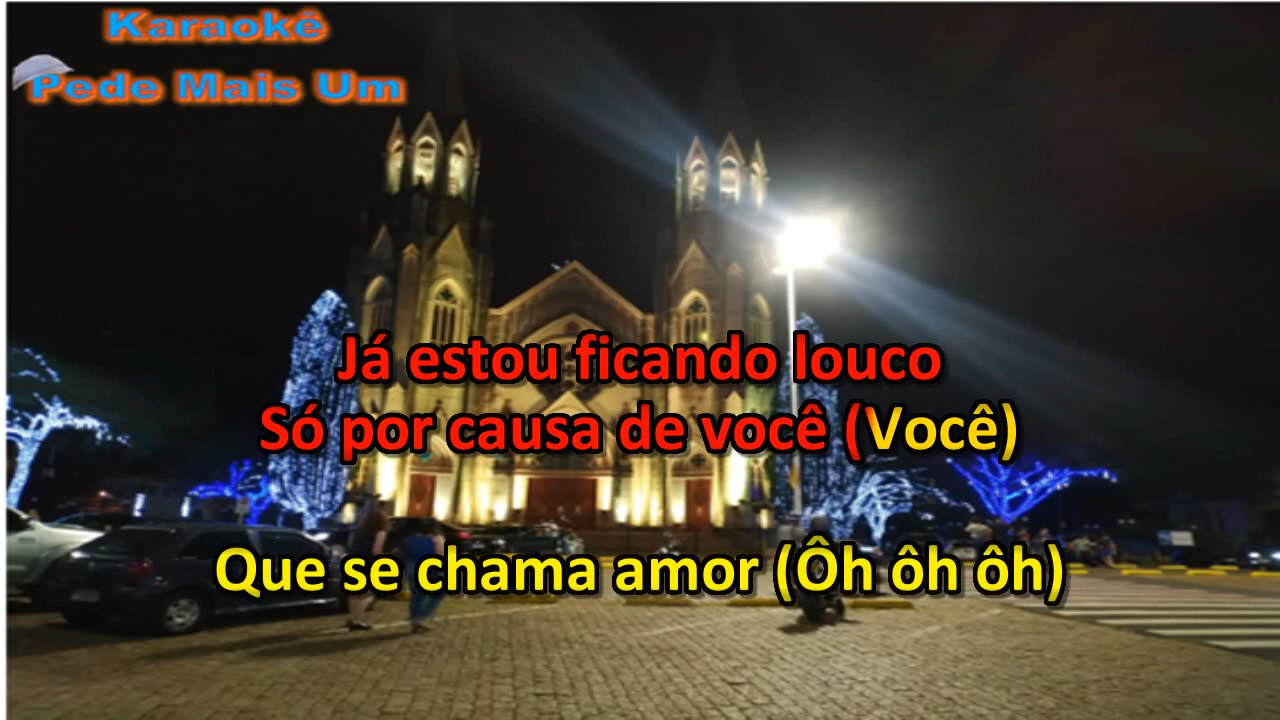 Karaokê
Pede Mais Um
Já estou ficando louco
Só por causa de você (Você)
Que se chama amor (Ôh ôh ôh)